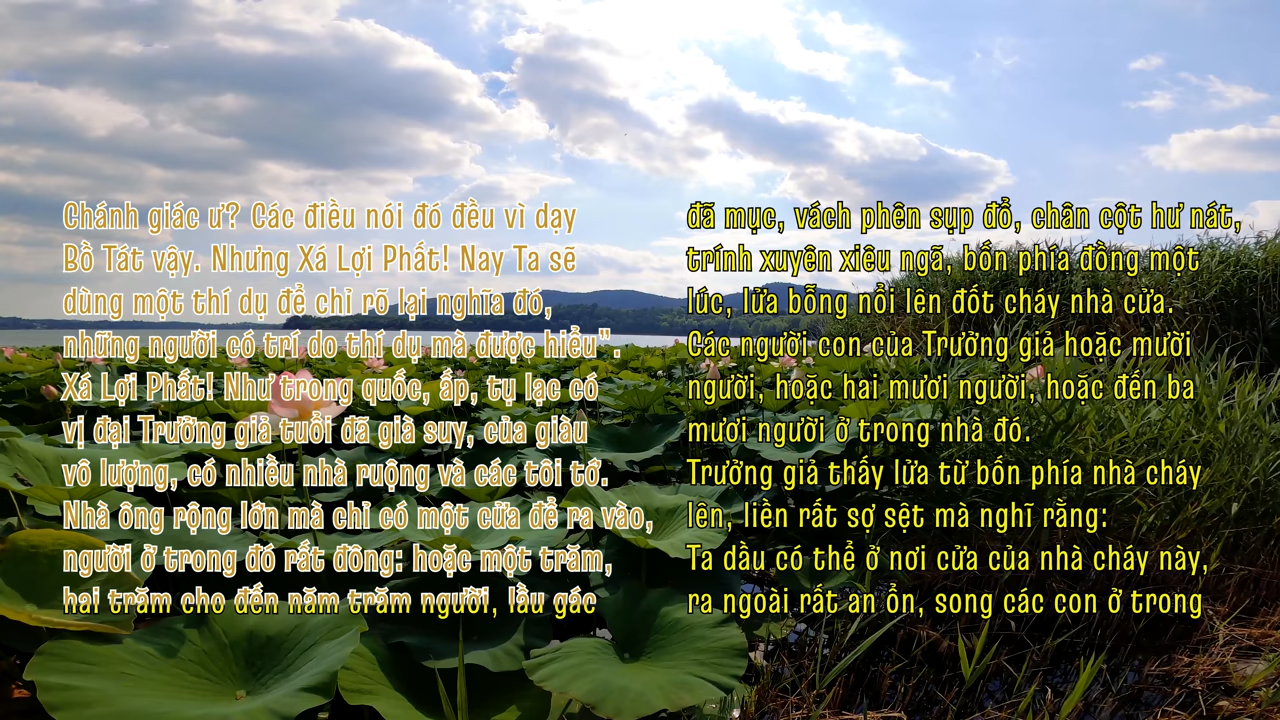 Chánh giác ư? Các điều nói đó đều vì dạy
Bồ Tát vậy. Nhưng Xá Lợi Phất! Nay Ta sẽ
dùng một thí dụ để chỉ rõ lại nghĩa đó,
những người có trí do thí dụ mà được hiểu".
Xá Lợi Phất! Như trong quốc, ấp, tụ lạc có
vị đại Trưởng giả tuổi đã già suy, của giàu
vô lượng, có nhiều nhà ruộng và các tôi tớ.
Nhà ông rộng lớn mà chỉ có một cửa để ra vào,
người ở trong đó rất đông: hoặc một trăm,
hai trăm cho đến năm trăm người, lầu gác
đã mục, vách phên sụp đổ, chân cột hư nát,
trính xuyên xiêu ngã, bốn phía đồng một
lúc, lửa bỗng nổi lên đốt cháy nhà cửa.
Các người con của Trưởng giả hoặc mười
người, hoặc hai mươi người, hoặc đến ba
mươi người ở trong nhà đó.
Trưởng giả thấy lửa từ bốn phía nhà cháy
lên, liền rất sợ sệt mà nghĩ rằng:
Ta dầu có thể ở nơi cửa của nhà cháy này,
ra ngoài rất an ổn, song các con ở trong